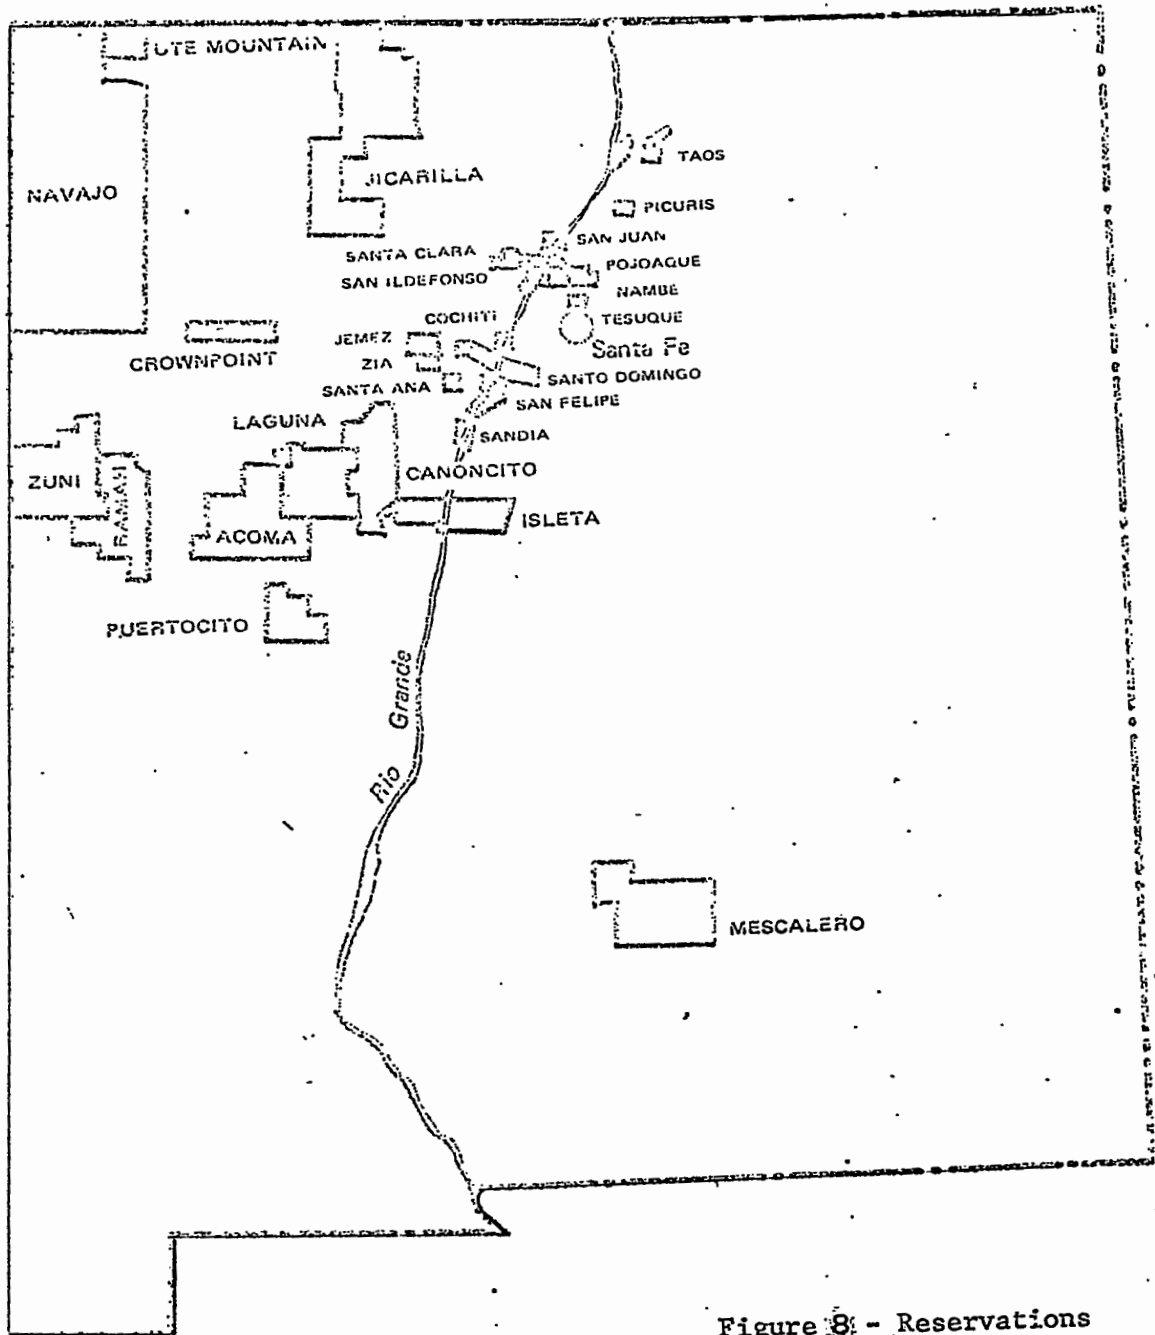 UTE MOUNTAIN
TAOS
NAVAJO
JICARILLA
PICURIS
SAN JUAN
SANTA CLARA
POJOAQUE
SAN ILDEFONSO
NAMBE
COCHITI
TESUQUE
JEMEZ
Santa Fe
CROWNPOINT
ZIA
SANTO DOMINGO
SANTA ANA
SAN FELIPE
LAGUNA
SANDIA
CANONCITO
ZUNI
RAMAH
ISLETA
ACOMA
PUERTOCITO
Rio Grande
MESCALERO
Figure 8 - Reservations